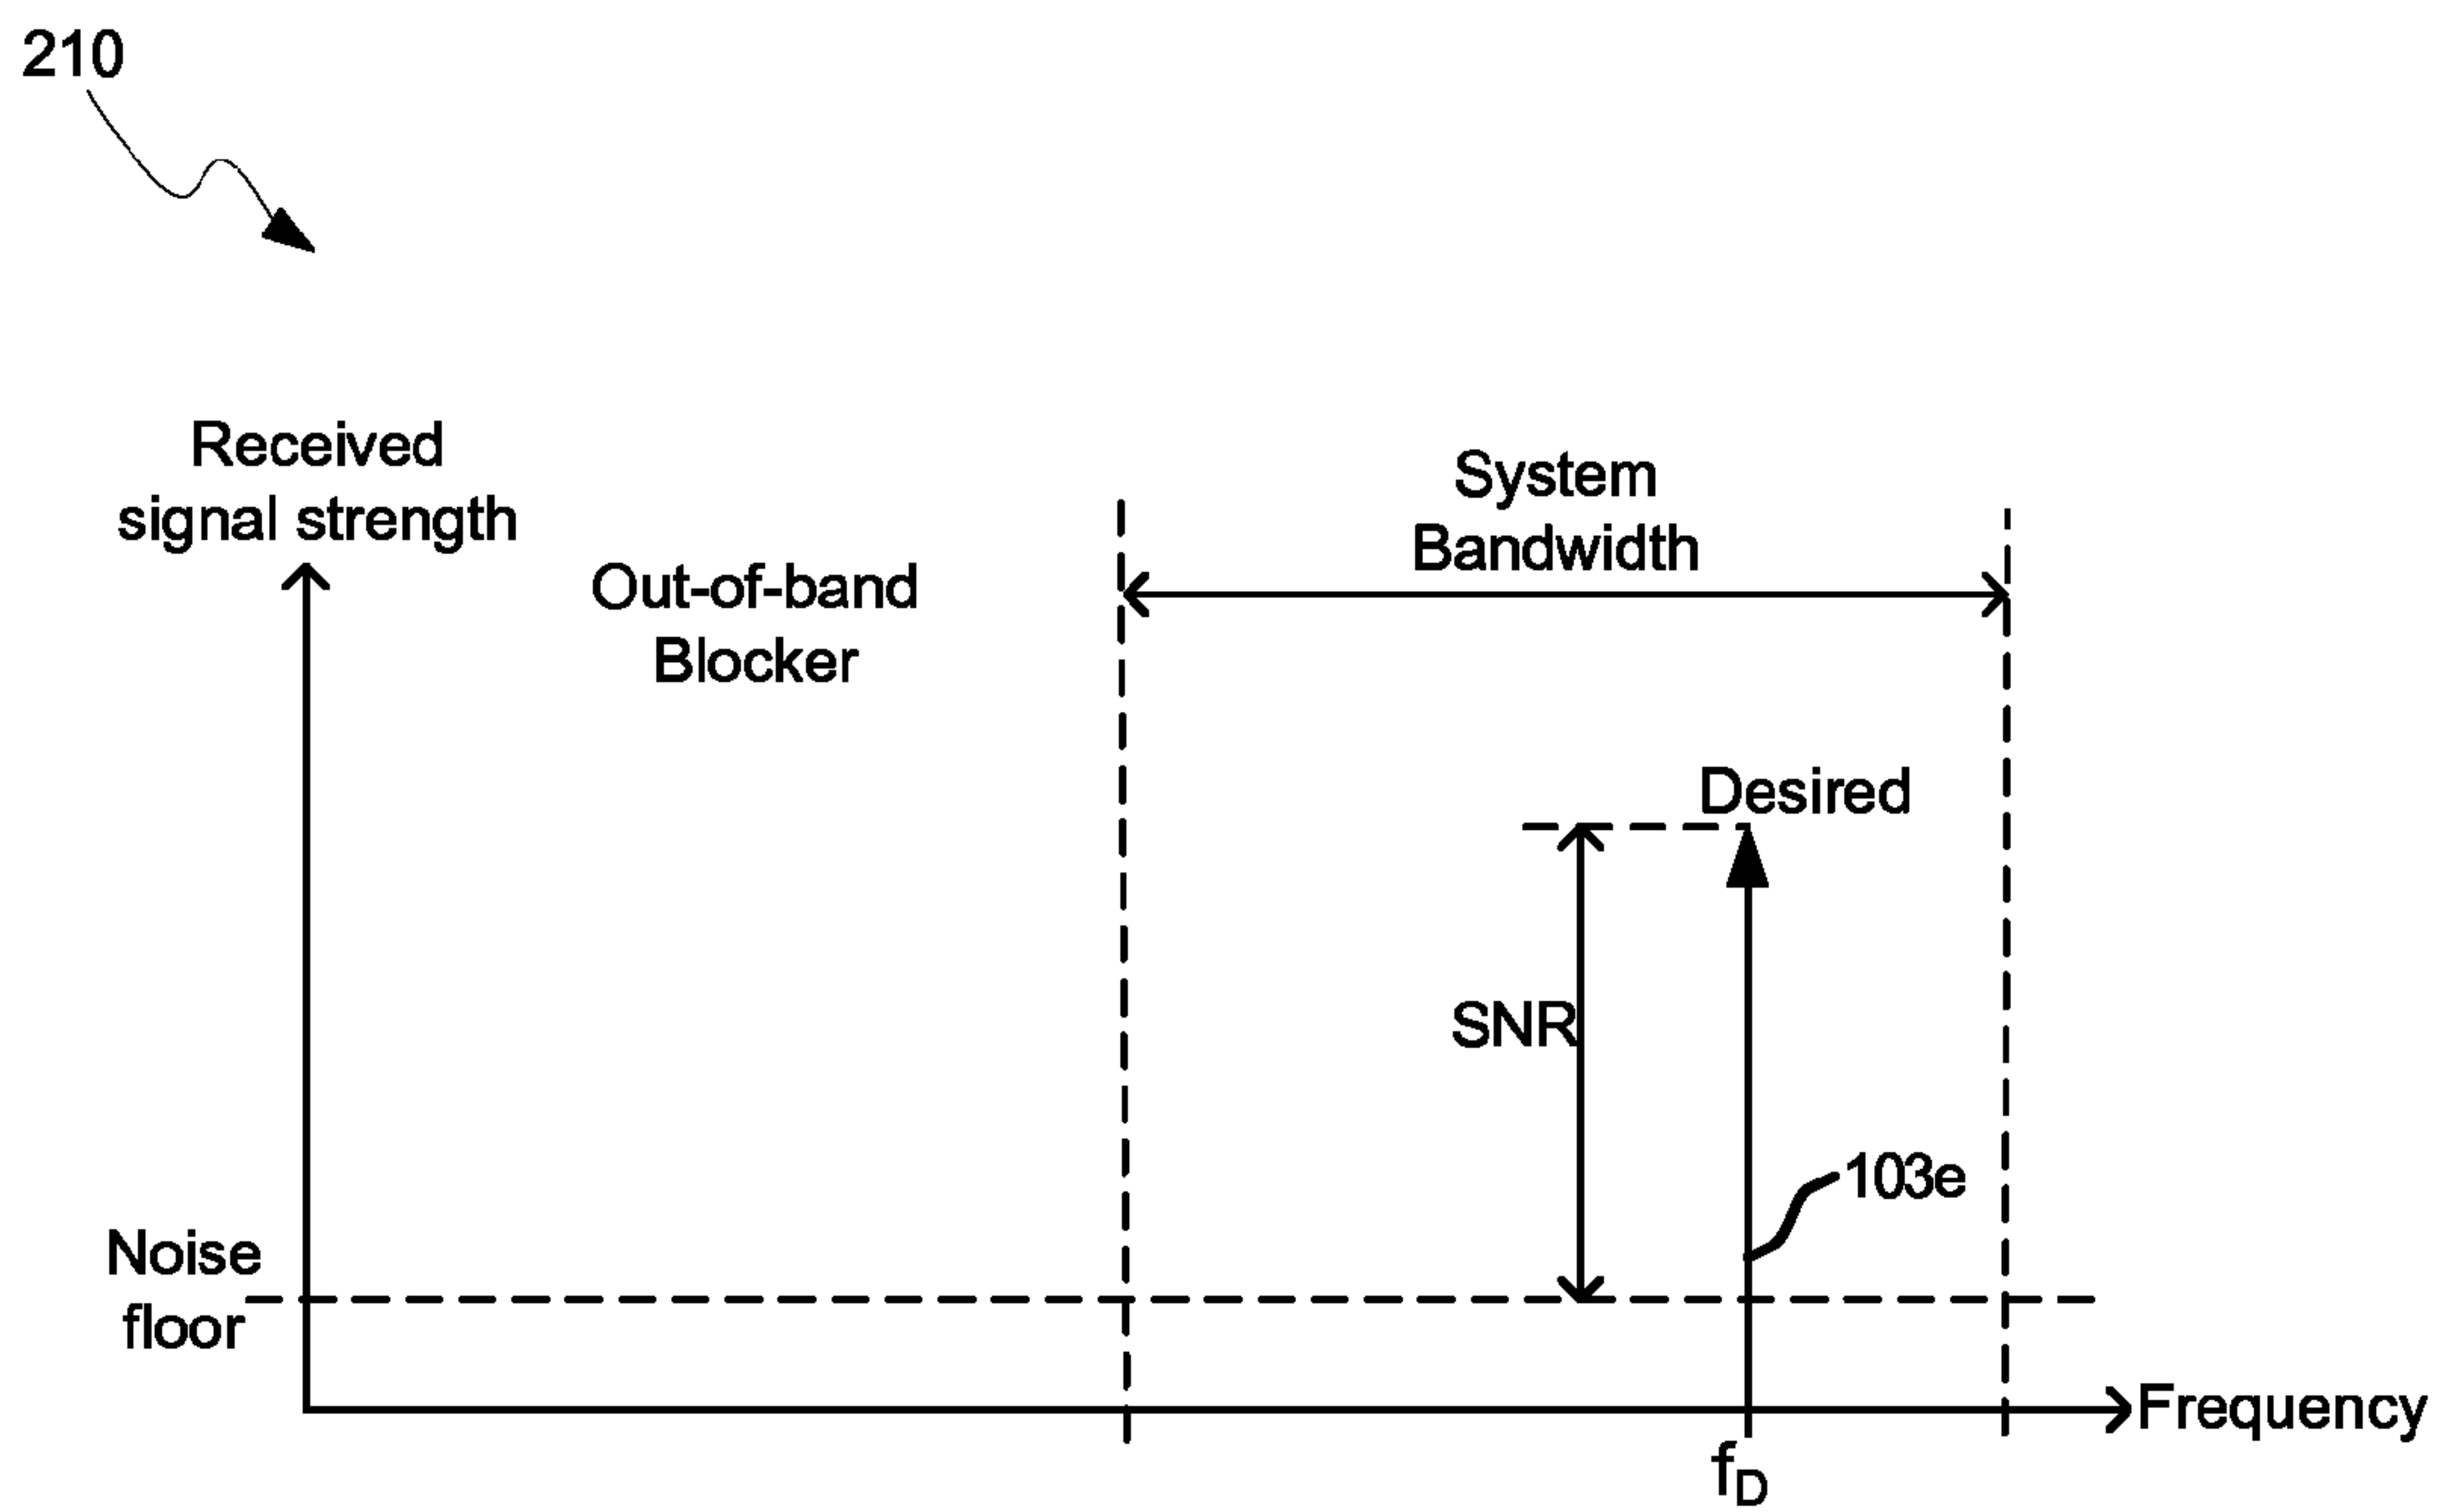 210
Received
signal strength
Out-of-band
Blocker
System
Bandwidth
Desired
SNR
103e
Noise
floor
Frequency
fD